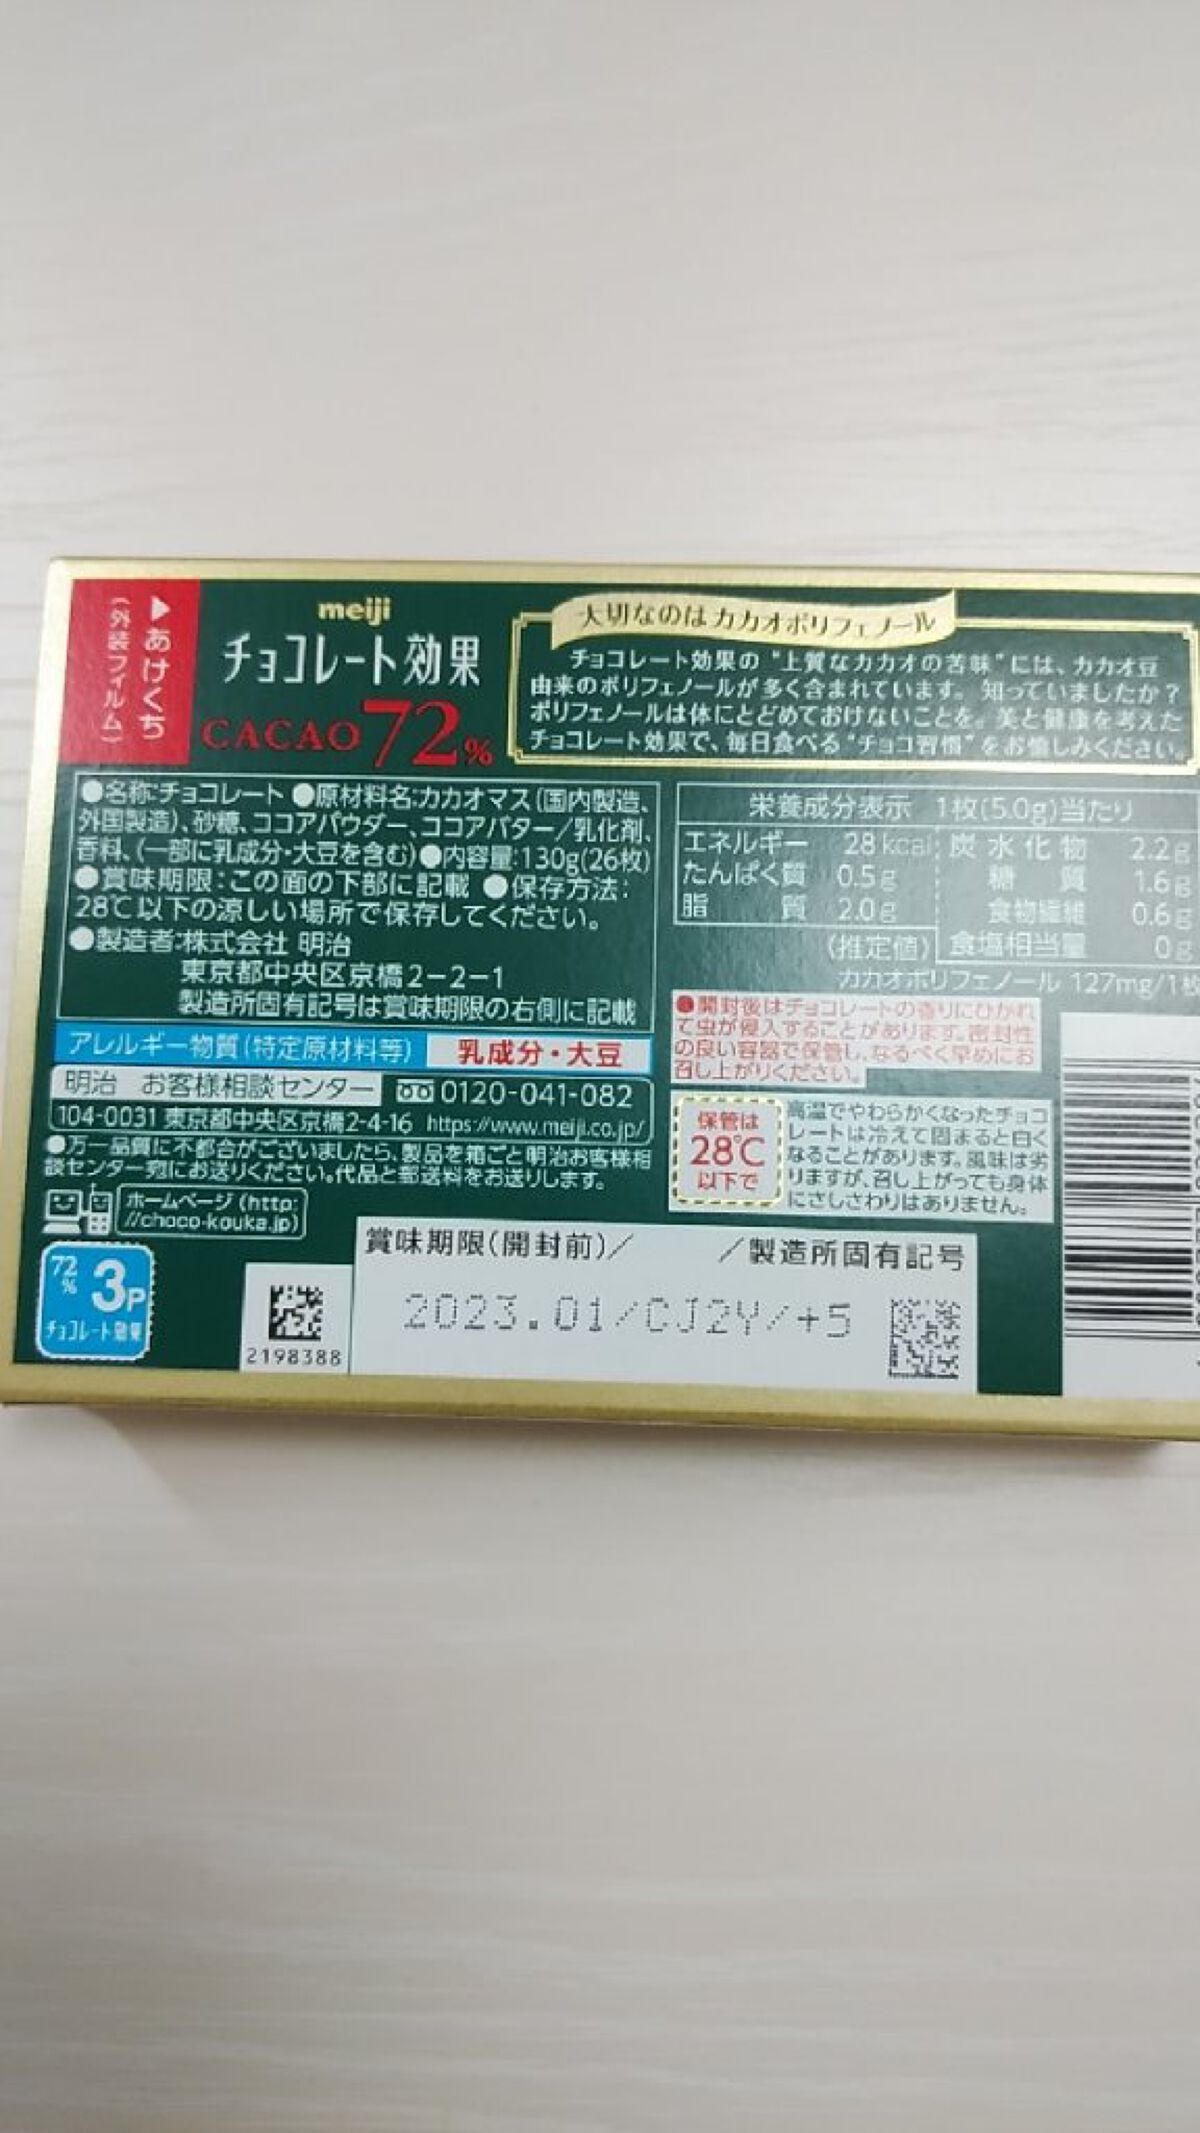 ▶あけくち
(外装フィルム)
meiji
チョコレート効果
CACAO72%
大切なのはカカオポリフェノール
チョコレート効果の“上質なカカオの苦味”には、カカオ豆
由来のポリフェノールが多く含まれています。知っていましたか?
ポリフェノールは体にとどめておけないことを。美と健康を考えた
チョコレート効果で、毎日食べる“チョコ習慣”をお愉しみください。
●名称:チョコレート ●原材料名:カカオマス(国内製造、
外国製造)、砂糖、ココアパウダー、ココアバター/乳化剤、
香料、(一部に乳成分・大豆を含む)●内容量:130g(26枚)
●賞味期限:この面の下部に記載 ●保存方法:
28℃以下の涼しい場所で保存してください。
●製造者:株式会社 明治
東京都中央区京橋2-2-1
製造所固有記号は賞味期限の右側に記載
アレルギー物質(特定原材料等) 乳成分・大豆
明治 お客様相談センター 0120-041-082
104-0031 東京都中央区京橋2-4-16 https://www.meiji.co.jp/
●万一品質に不都合がございましたら、製品を箱ごと明治お客様相
談センター宛にお送りください。代品と郵送料をお送りします。
ホームページ(http:
//choco-kouka.jp)
72% 3P
チョコレート効果
2198388
栄養成分表示 1枚(5.0g)当たり
エネルギー 28kcal 炭水化物 2.2g
たんぱく質 0.5g 糖質 1.6g
脂質 2.0g 食物繊維 0.6g
(推定値) 食塩相当量 0g
カカオポリフェノール 127mg/1枚
●開封後はチョコレートの香りにひかれ
て虫が侵入することがあります。密封性
の良い容器で保管し、なるべく早めにお
召し上がりください。
保管は
28℃
以下で
高温でやわらかくなったチョコ
レートは冷えて固まると白く
なることがあります。風味は劣
りますが、召し上がっても身体
にさしさわりはありません。
賞味期限(開封前)/ /製造所固有記号
2023.01/CJ2Y/+5